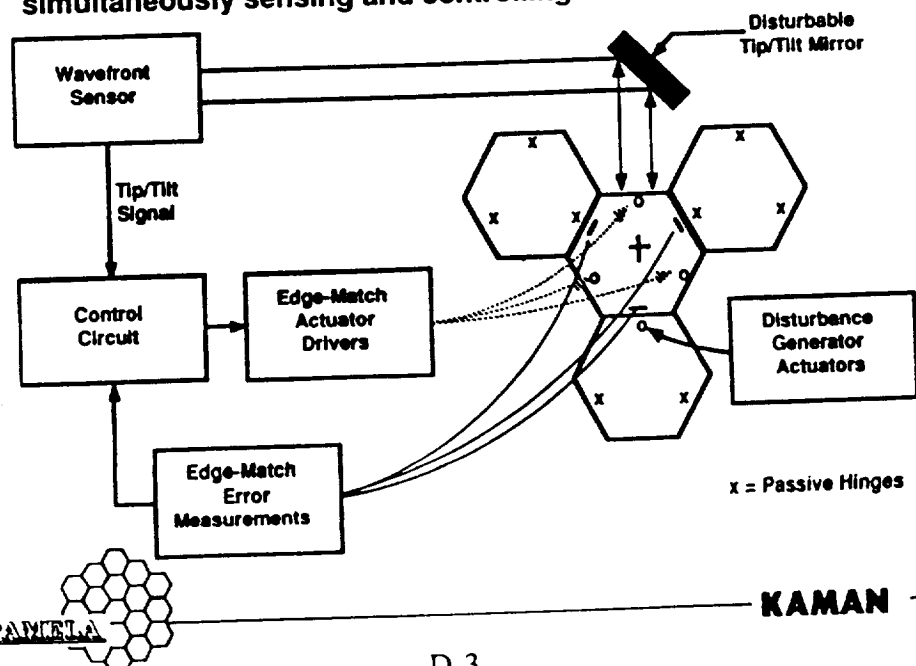 simultaneously sensing and controlling
Disturbable
Tip/Tilt Mirror
Wavefront
Sensor
Tip/Tilt
Signal
Control
Circuit
Edge-Match
Actuator
Drivers
Disturbance
Generator
Actuators
Edge-Match
Error
Measurements
x = Passive Hinges
x
x
x
x
x
x
x
x
o
o
o
o
KAMAN
D-3